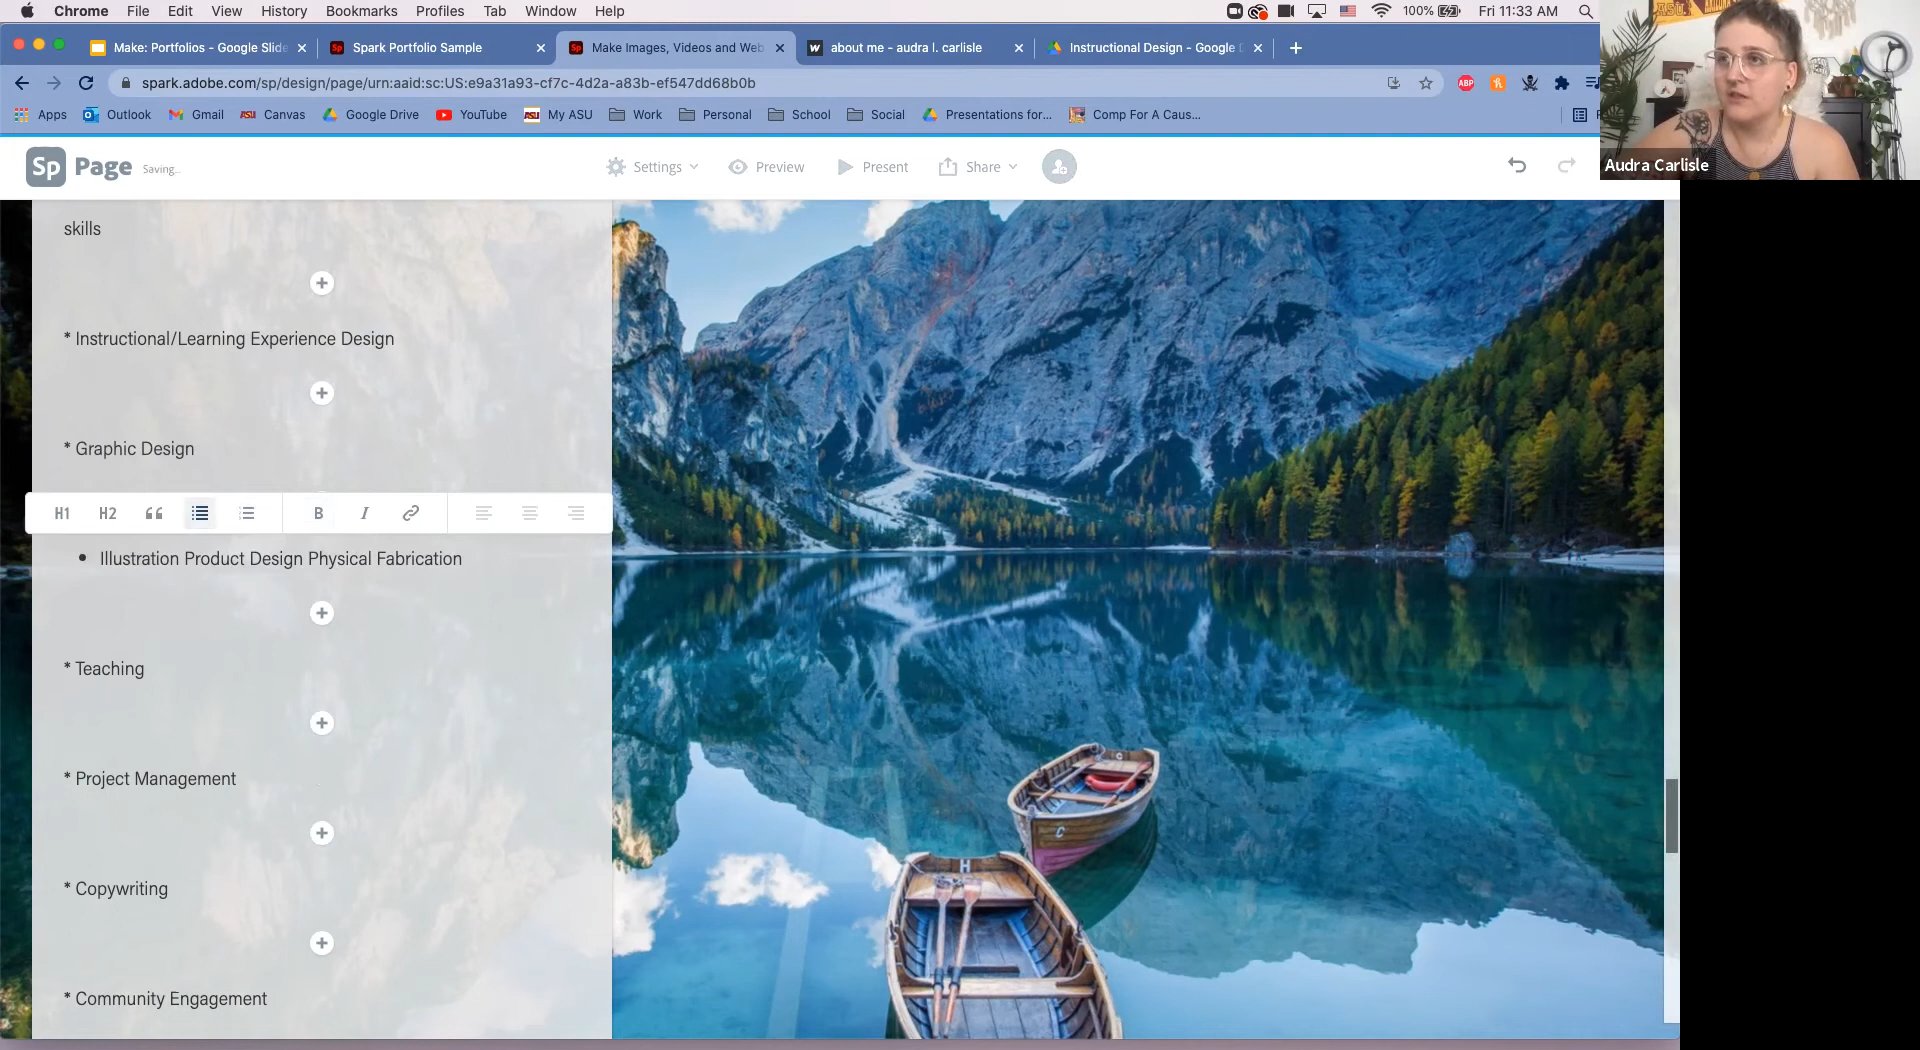 Chrome File Edit View History Bookmarks Profiles Tab Window Help 100% Fri 11:33 AM
Make: Portfolios - Google Slide Spark Portfolio Sample Make Images, Videos and Web about me - audra l. carlisle Instructional Design - Google D
spark.adobe.com/sp/design/page/urn:aaid:sc:US:e9a31a93-cf7c-4d2a-a83b-ef547dd68b0b ABP
Apps Outlook Gmail ASU Canvas Google Drive YouTube My ASU Work Personal School Social Presentations for... Comp For A Caus...
Audra Carlisle
Sp Page Saving... Settings Preview Present Share
skills
* Instructional/Learning Experience Design
* Graphic Design
H1 H2 B I
• Illustration Product Design Physical Fabrication
* Teaching
* Project Management
* Copywriting
* Community Engagement
C
H